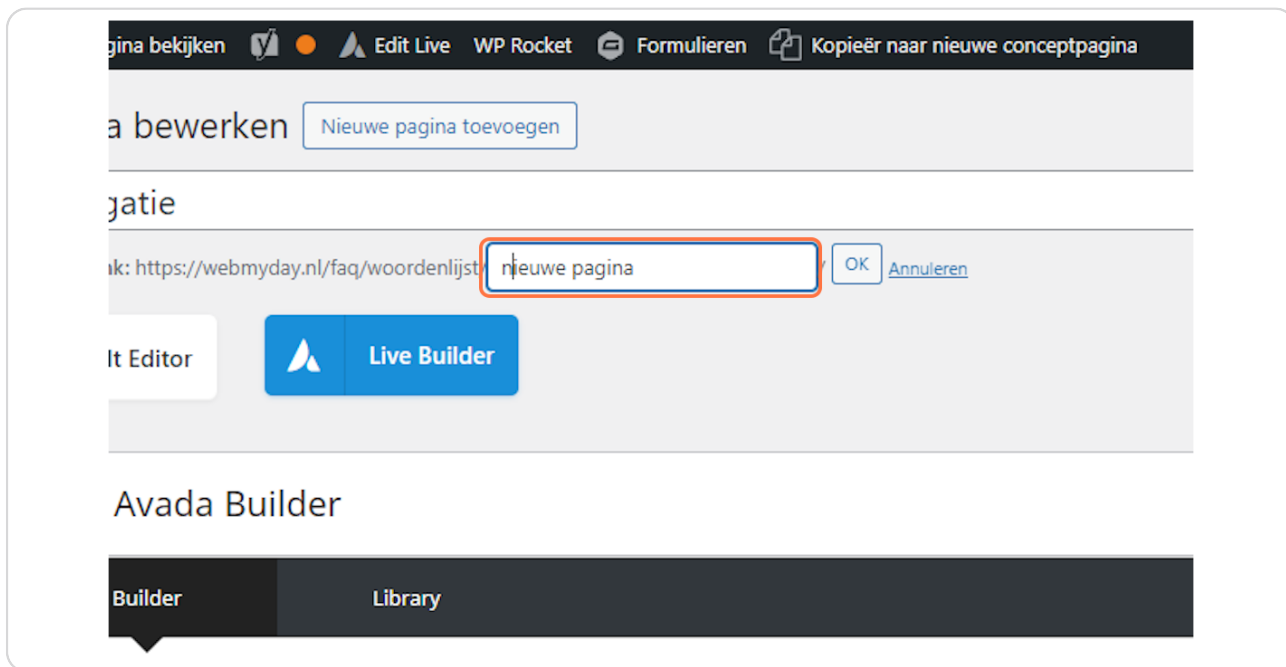 gina bekijken Edit Live WP Rocket Formulieren Kopieër naar nieuwe conceptpagina
a bewerken Nieuwe pagina toevoegen
gatie
nk: https://webmyday.nl/faq/woordenlijst/ nieuwe pagina / OK Annuleren
lt Editor Live Builder
Avada Builder
Builder Library